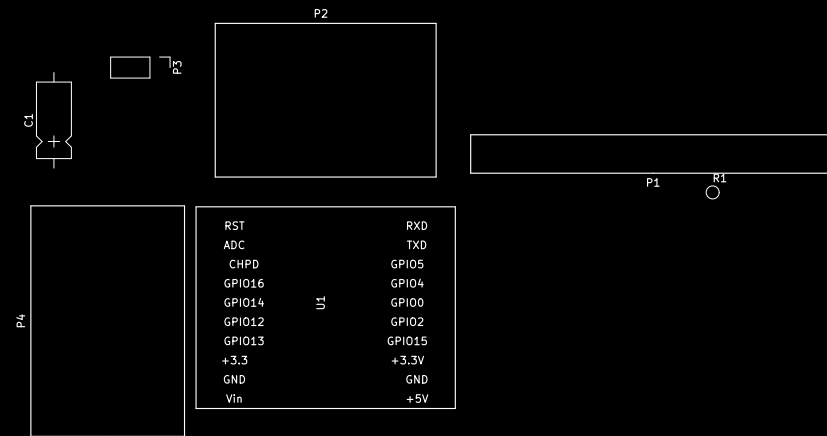 P2
P3
C1
P1
R1
P4
RST RXD
ADC TXD
CHPD GPIO5
GPIO16 GPIO4
GPIO14 GPIO0
U1
GPIO12 GPIO2
GPIO13 GPIO15
+3.3 +3.3V
GND GND
Vin +5V